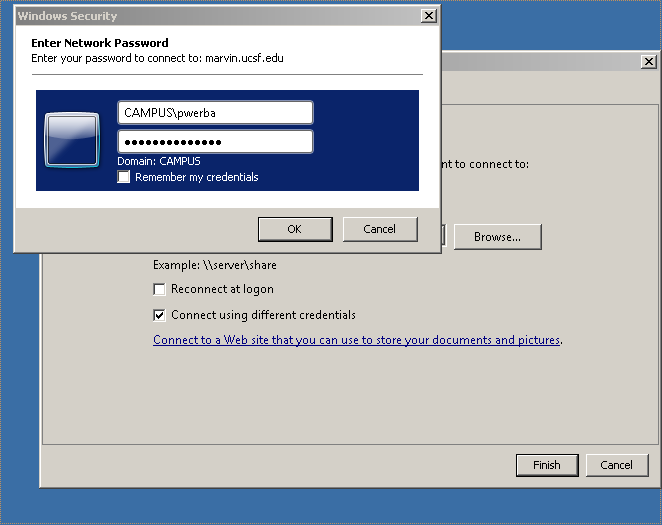 Windows Security
Enter Network Password
Enter your password to connect to: marvin.ucsf.edu
CAMPUS\pwerba
●●●●●●●●●●●●●●
Domain: CAMPUS
Remember my credentials
OK Cancel
nt to connect to:
Browse...
Example: \\server\share
Reconnect at logon
Connect using different credentials
Connect to a Web site that you can use to store your documents and pictures.
Finish Cancel